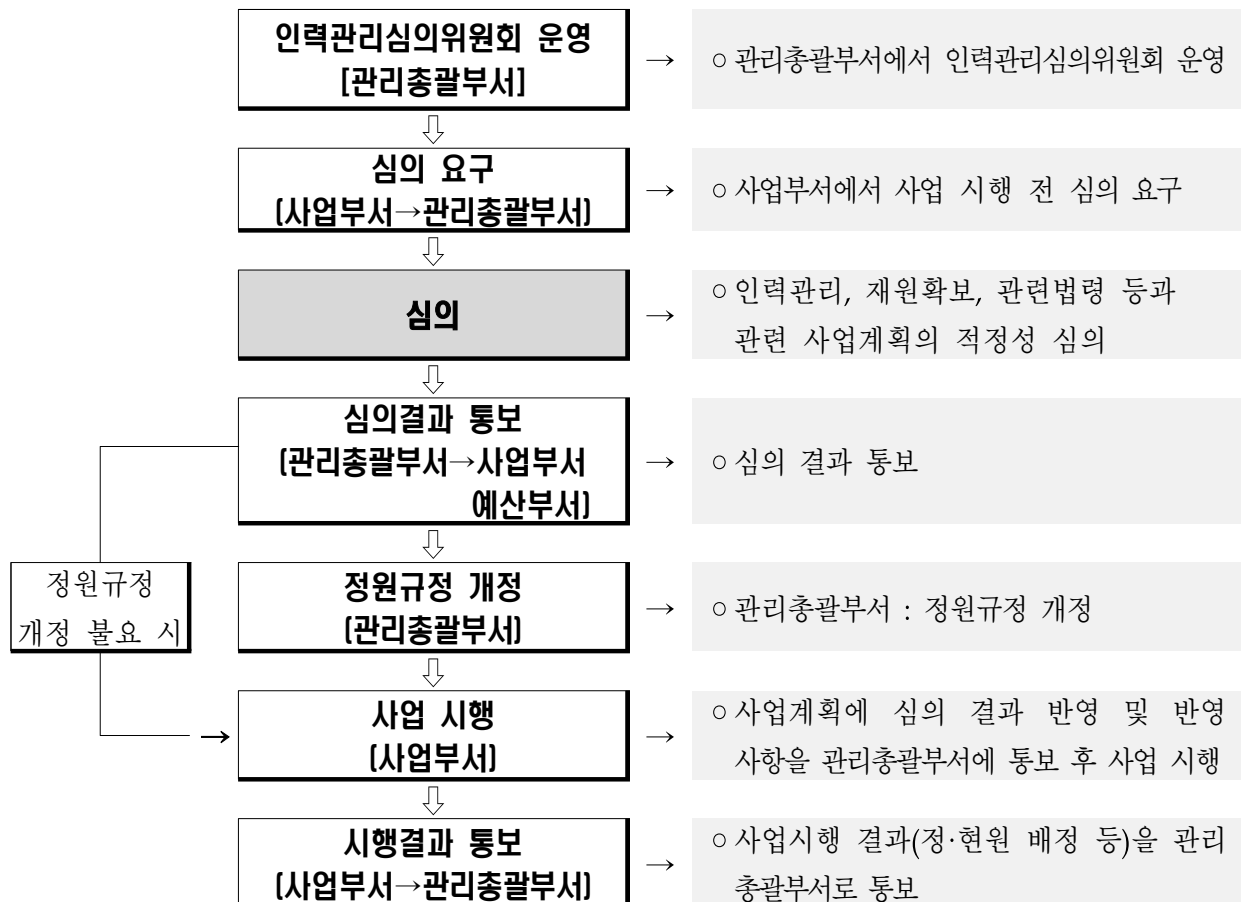 인력관리심의위원회 운영
[관리총괄부서]
→
○ 관리총괄부서에서 인력관리심의위원회 운영
⇩
심의 요구
(사업부서→관리총괄부서)
→
○ 사업부서에서 사업 시행 전 심의 요구
⇩
심의
→
○ 인력관리, 재원확보, 관련법령 등과
관련 사업계획의 적정성 심의
⇩
심의결과 통보
(관리총괄부서→사업부서
예산부서)
→
○ 심의 결과 통보
⇩
정원규정
개정 불요 시
정원규정 개정
(관리총괄부서)
→
○ 관리총괄부서 : 정원규정 개정
⇩
→
사업 시행
(사업부서)
→
○ 사업계획에 심의 결과 반영 및 반영
사항을 관리총괄부서에 통보 후 사업 시행
⇩
시행결과 통보
(사업부서→관리총괄부서)
→
○ 사업시행 결과(정·현원 배정 등)을 관리
총괄부서로 통보